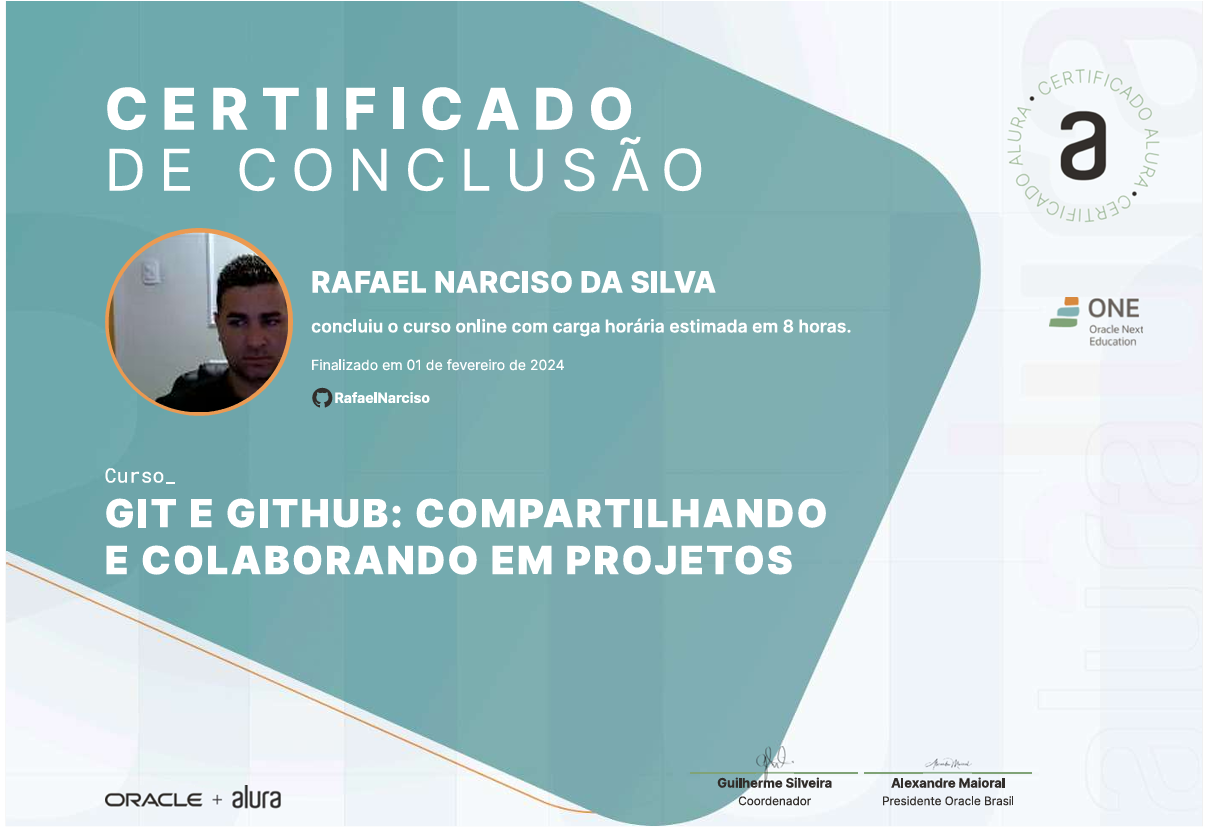 CERTIFICADO
DE CONCLUSÃO
CERTIFICADO ALURA • CERTIFICADO ALURA •
a
RAFAEL NARCISO DA SILVA
concluiu o curso online com carga horária estimada em 8 horas.
Finalizado em 01 de fevereiro de 2024
RafaelNarciso
ONE
Oracle Next
Education
Curso_
GIT E GITHUB: COMPARTILHANDO
E COLABORANDO EM PROJETOS
alura
Guilherme Silveira
Coordenador
Alexandre Maioral
Presidente Oracle Brasil
ORACLE + alura